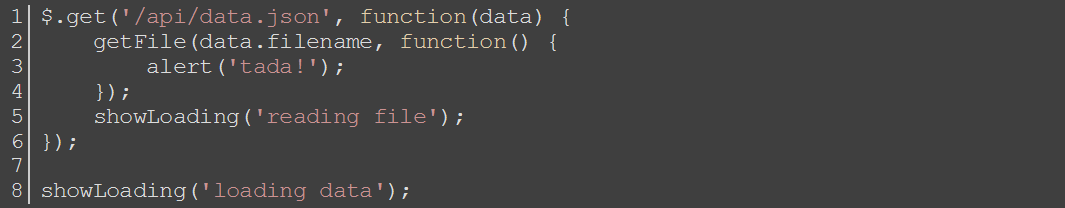 1 $.get('/api/data.json', function(data) {
2     getFile(data.filename, function() {
3         alert('tada!');
4     });
5     showLoading('reading file');
6 });
7
8 showLoading('loading data');